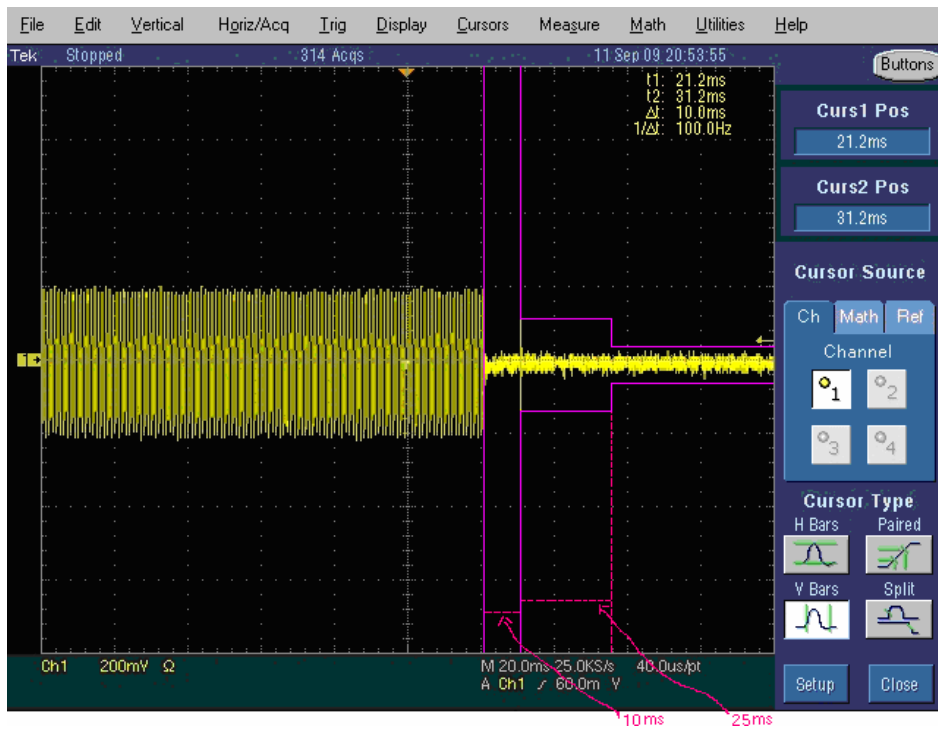 File Edit Vertical Horiz/Acq Trig Display Cursors Measure Math Utilities Help
Tek Stopped 314 Acqs 11 Sep 09 20:53:55
Buttons
t1: 21.2ms
t2: 31.2ms
Δt: 10.0ms
1/Δt: 100.0Hz
Curs1 Pos
21.2ms
Curs2 Pos
31.2ms
Cursor Source
Ch Math Ref
Channel
1 2
3 4
1
Cursor Type
H Bars Paired
V Bars Split
Setup Close
Ch1 200mV Ω
M 20.0ms 25.0KS/s 40.0us/pt
A Ch1 / 60.0m V
10ms 25ms